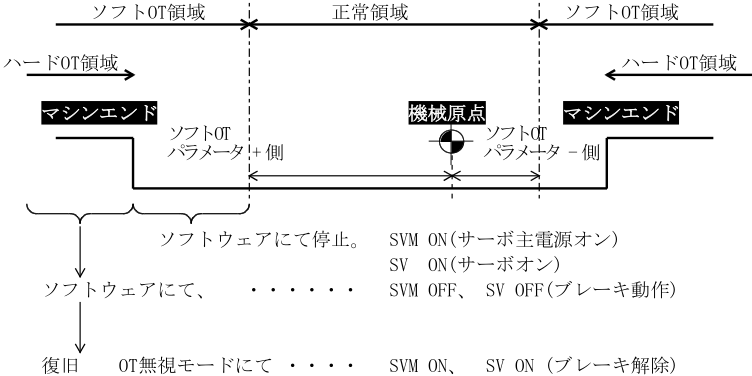 ソフトOT領域 正常領域 ソフトOT領域
ハードOT領域 ハードOT領域
マシンエンド 機械原点 マシンエンド
ソフトOT
パラメータ + 側
ソフトOT
パラメータ - 側
ソフトウェアにて停止。 SVM ON(サーボ主電源オン)
SV ON(サーボオン)
ソフトウェアにて、 ・・・・・・ SVM OFF、 SV OFF(ブレーキ動作)
復旧 OT無視モードにて ・・・・ SVM ON、 SV ON (ブレーキ解除)